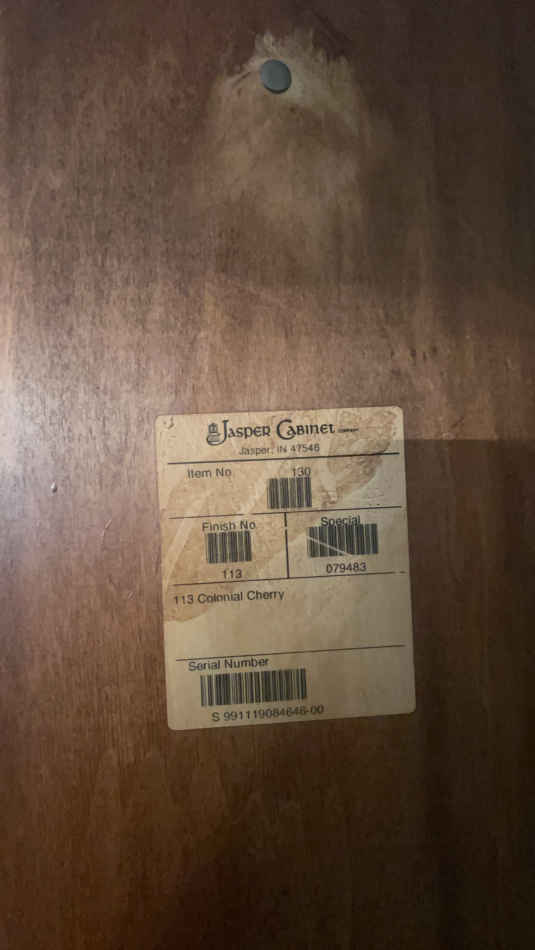 JASPER CABINET COMPANY
Jasper, IN 47546
Item No. 130
Finish No. Special
113 079483
113 Colonial Cherry
Serial Number
S 991119084646-00